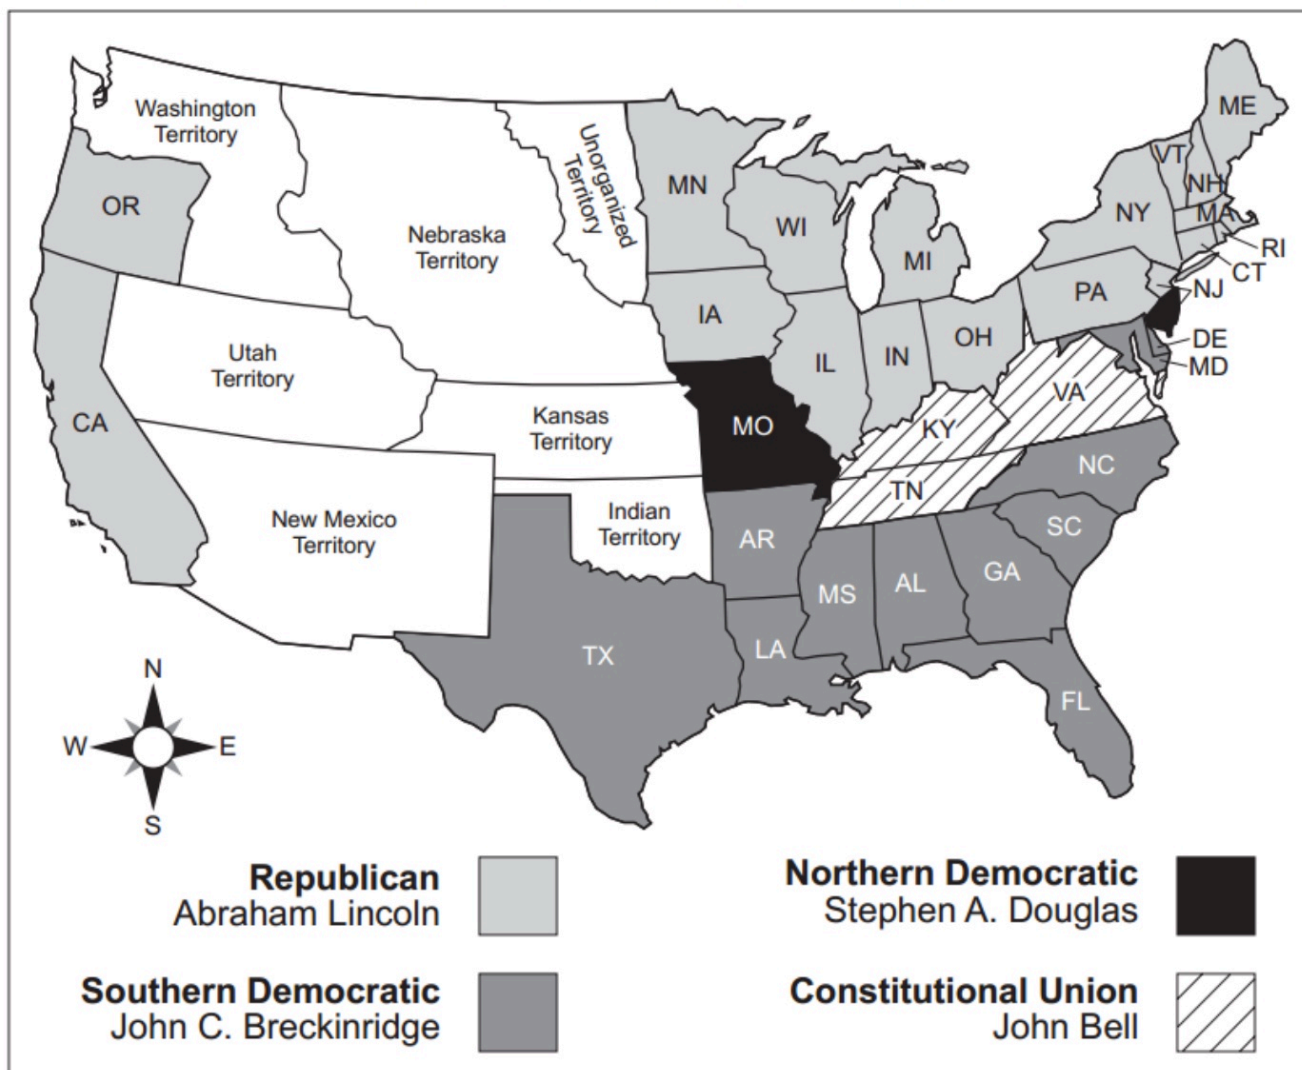 Washington
Territory
OR
Nebraska
Territory
Unorganized
Territory
MN
WI
MI
ME
VT
NH
NY
MA
RI
CT
PA
NJ
IA
OH
IN
IL
DE
MD
Utah
Territory
CA
Kansas
Territory
MO
KY
VA
TN
NC
New Mexico
Territory
Indian
Territory
AR
SC
MS
AL
GA
TX
LA
FL
N
W
E
S
Republican
Abraham Lincoln
Northern Democratic
Stephen A. Douglas
Southern Democratic
John C. Breckinridge
Constitutional Union
John Bell